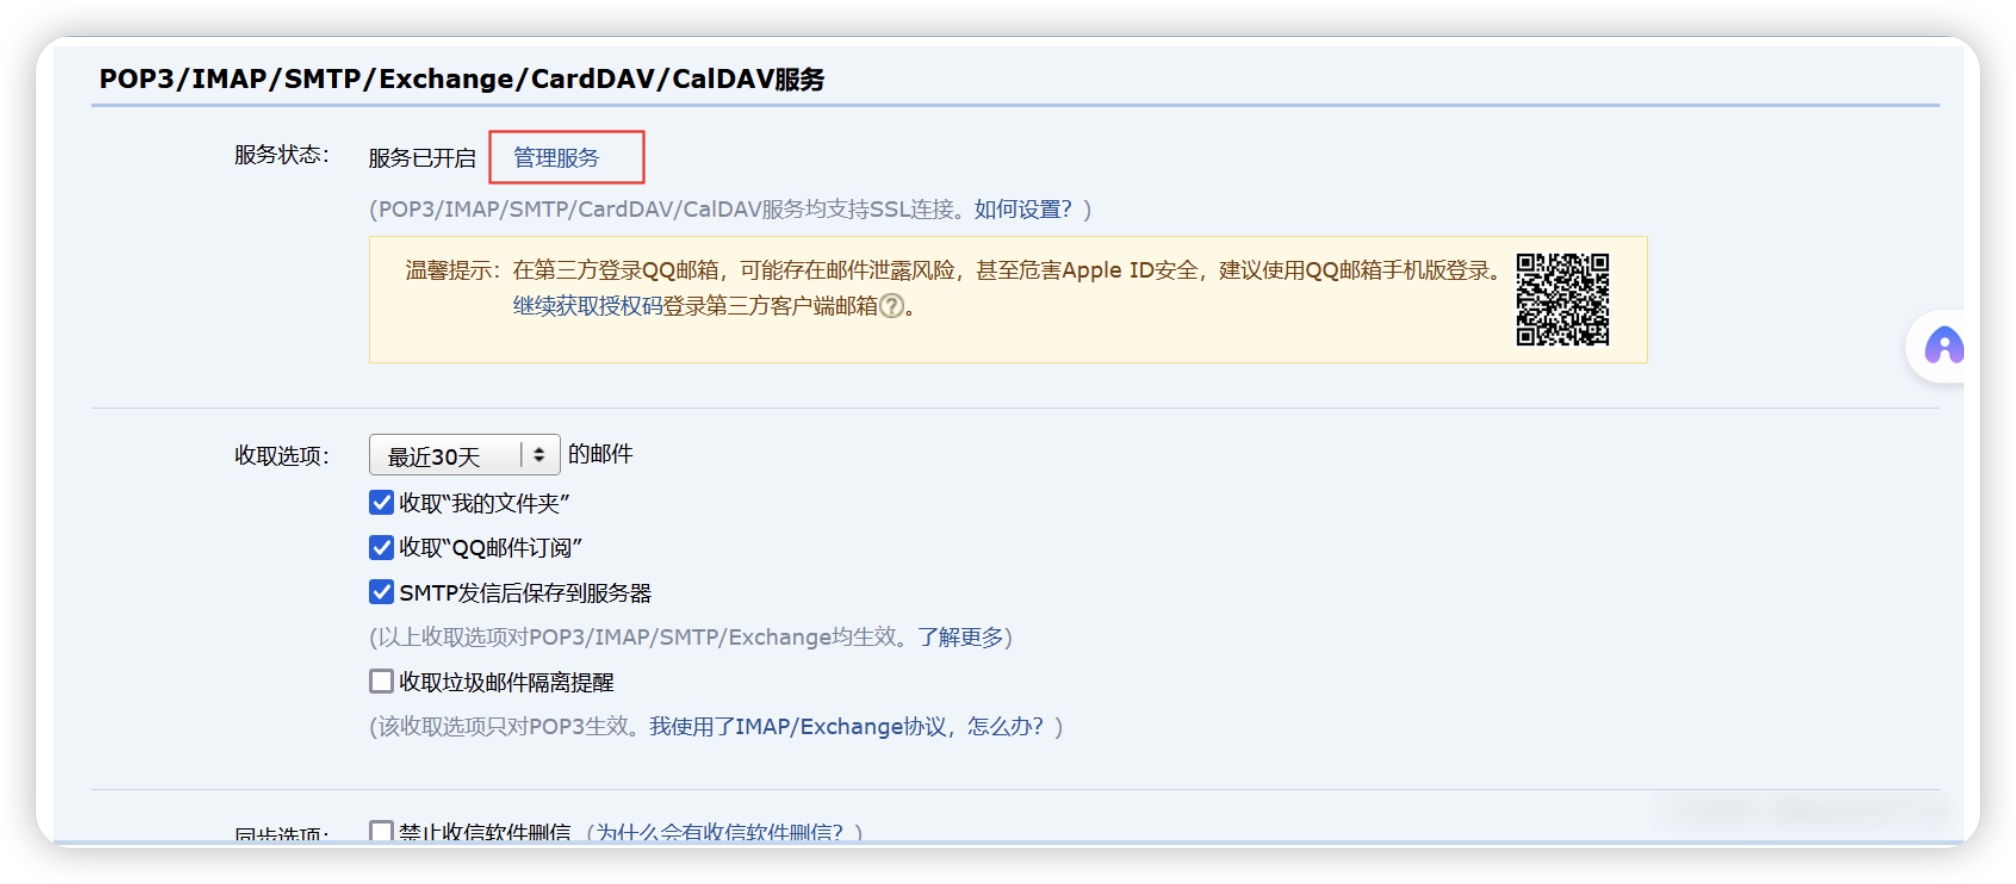 POP3/IMAP/SMTP/Exchange/CardDAV/CalDAV服务
服务状态： 服务已开启 管理服务
(POP3/IMAP/SMTP/CardDAV/CalDAV服务均支持SSL连接。如何设置？)
温馨提示：在第三方登录QQ邮箱，可能存在邮件泄露风险，甚至危害Apple ID安全，建议使用QQ邮箱手机版登录。
继续获取授权码登录第三方客户端邮箱?。
收取选项： 最近30天 的邮件
收取“我的文件夹”
收取“QQ邮件订阅”
SMTP发信后保存到服务器
(以上收取选项对POP3/IMAP/SMTP/Exchange均生效。了解更多)
收取垃圾邮件隔离提醒
(该收取选项只对POP3生效。我使用了IMAP/Exchange协议，怎么办？)
同步选项： 禁止收信软件删信 (为什么会有收信软件删信？)